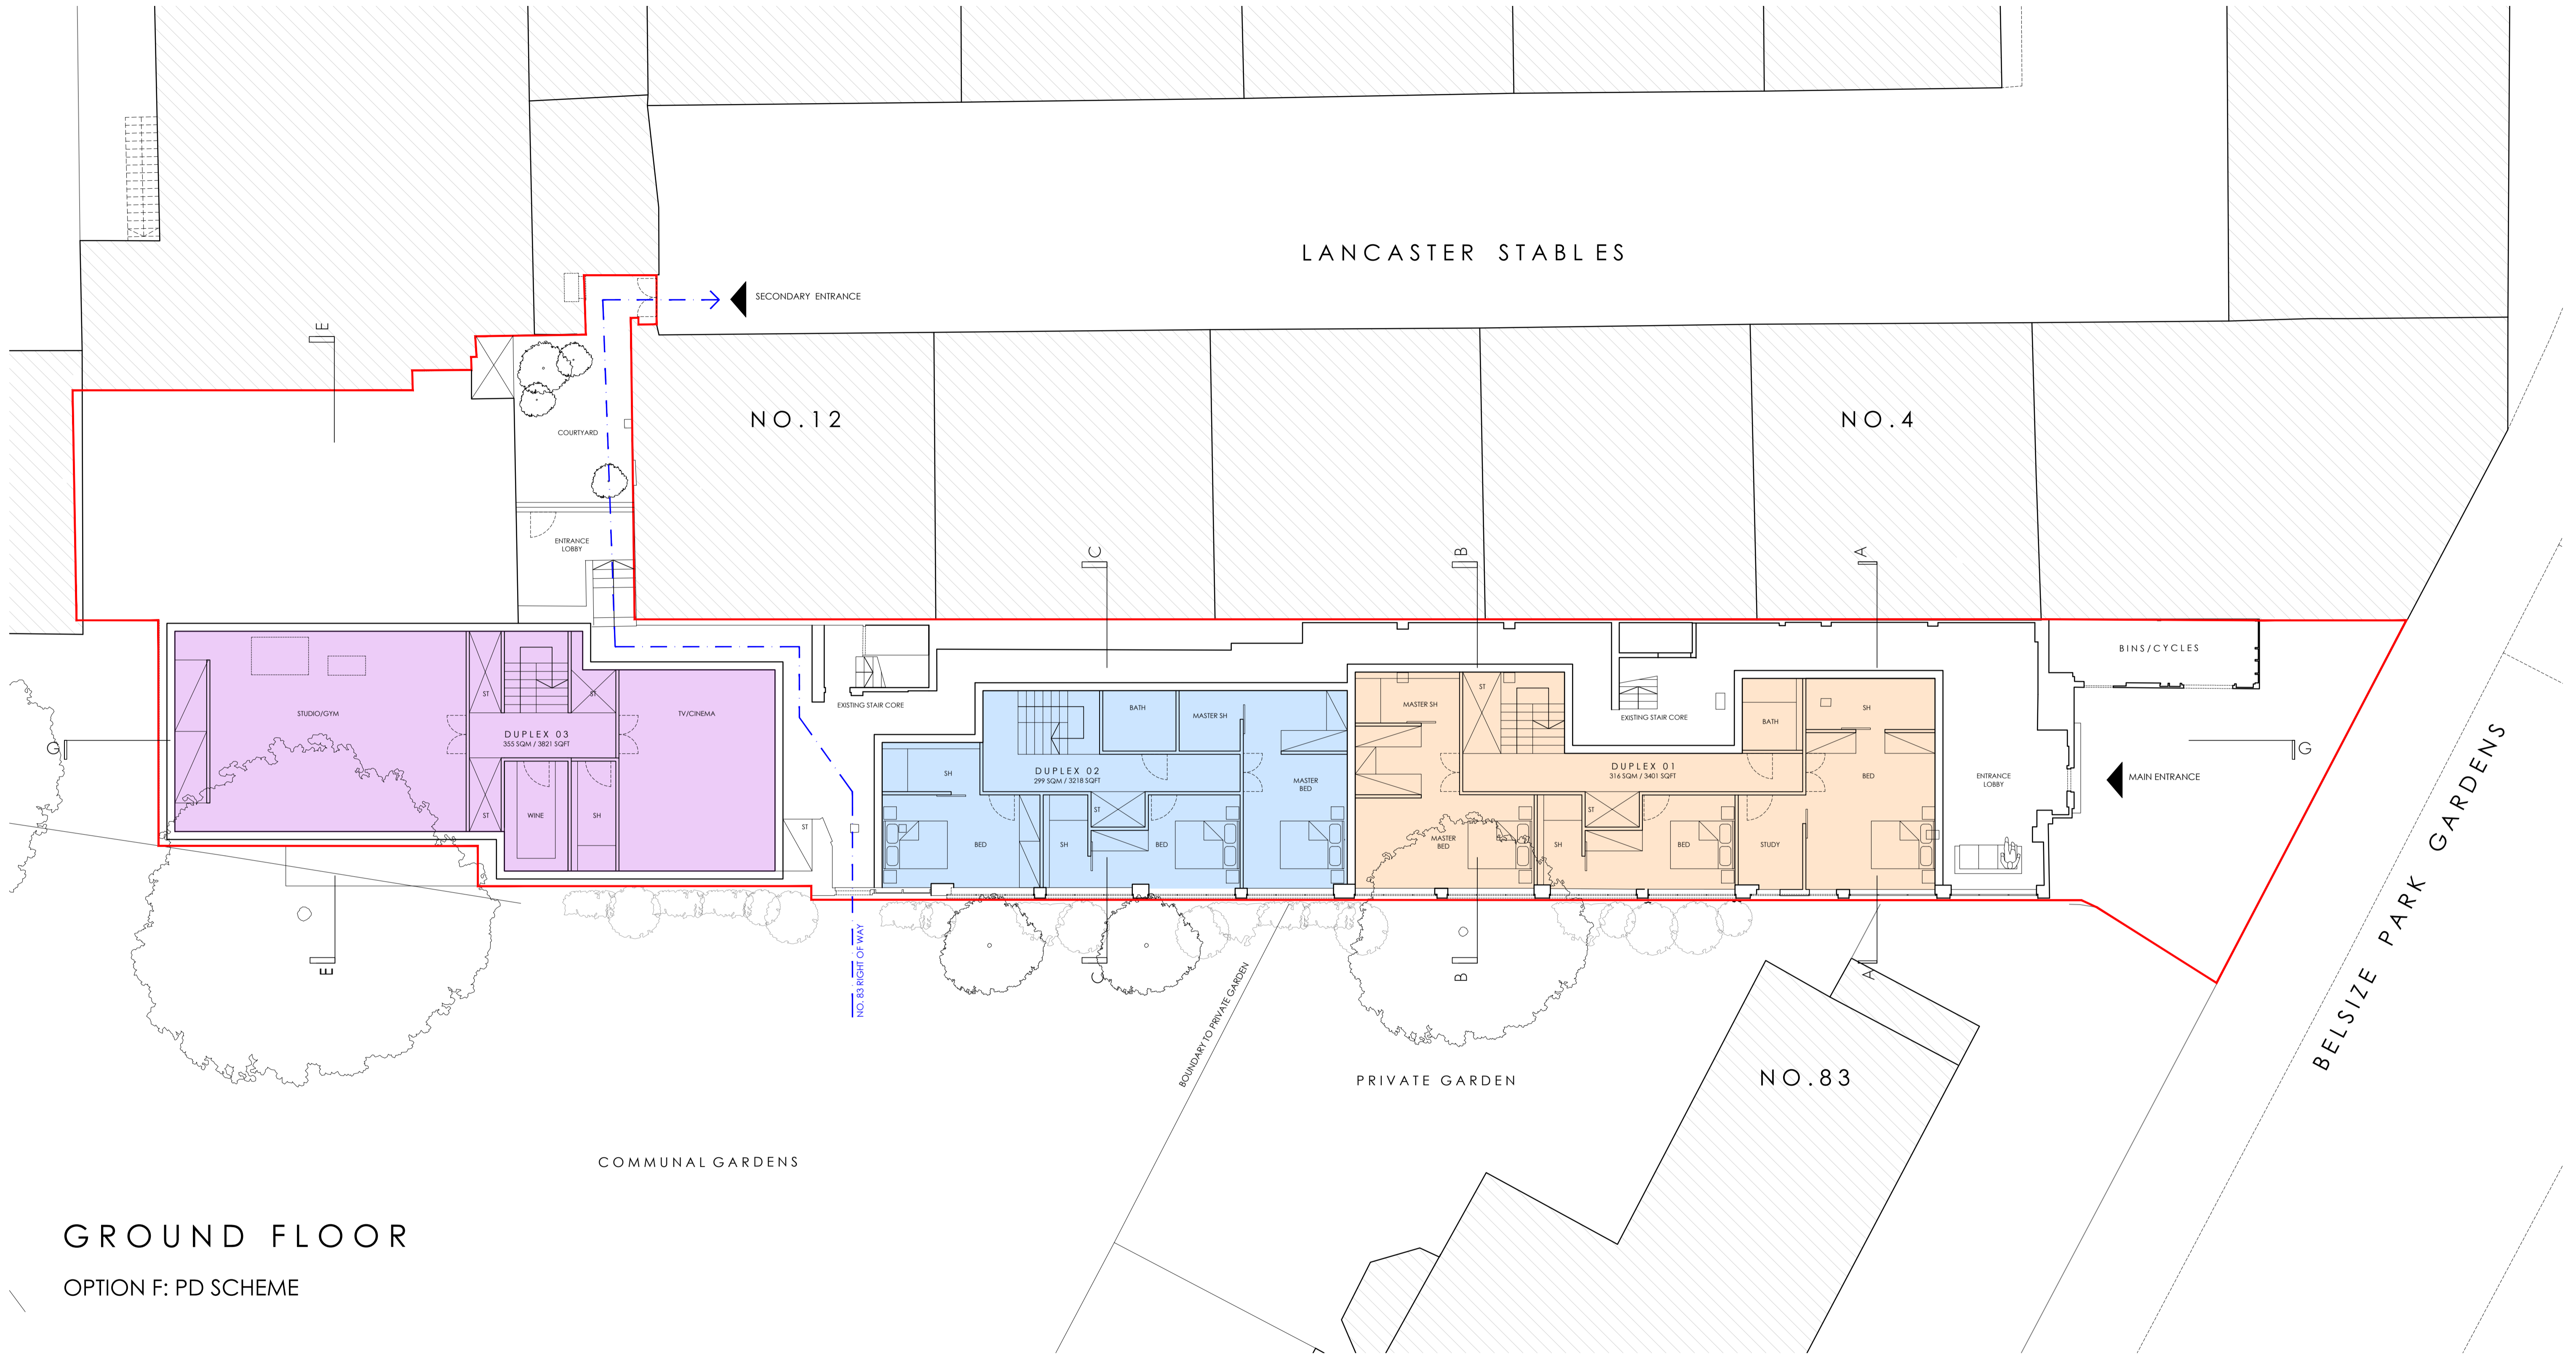 LANCASTER STABLES
SECONDARY ENTRANCE
E
NO.12
NO.4
COURTYARD
ENTRANCE
LOBBY
C
B
A
BINS/CYCLES
EXISTING STAIR CORE
EXISTING STAIR CORE
STUDIO/GYM
ST
ST
TV/CINEMA
DUPLEX 03
355 SQM / 3821 SQFT
ST
WINE
SH
ST
G
BATH
MASTER SH
SH
DUPLEX 02
299 SQM / 3218 SQFT
MASTER
BED
ST
BED
SH
BED
MASTER SH
ST
BATH
SH
DUPLEX 01
316 SQM / 3401 SQFT
BED
MASTER
BED
ST
SH
BED
STUDY
ENTRANCE
LOBBY
MAIN ENTRANCE
G
E
C
B
A
NO. 83 RIGHT OF WAY
BOUNDARY TO PRIVATE GARDEN
PRIVATE GARDEN
NO.83
BELSIZE PARK GARDENS
COMMUNAL GARDENS
GROUND FLOOR
OPTION F: PD SCHEME